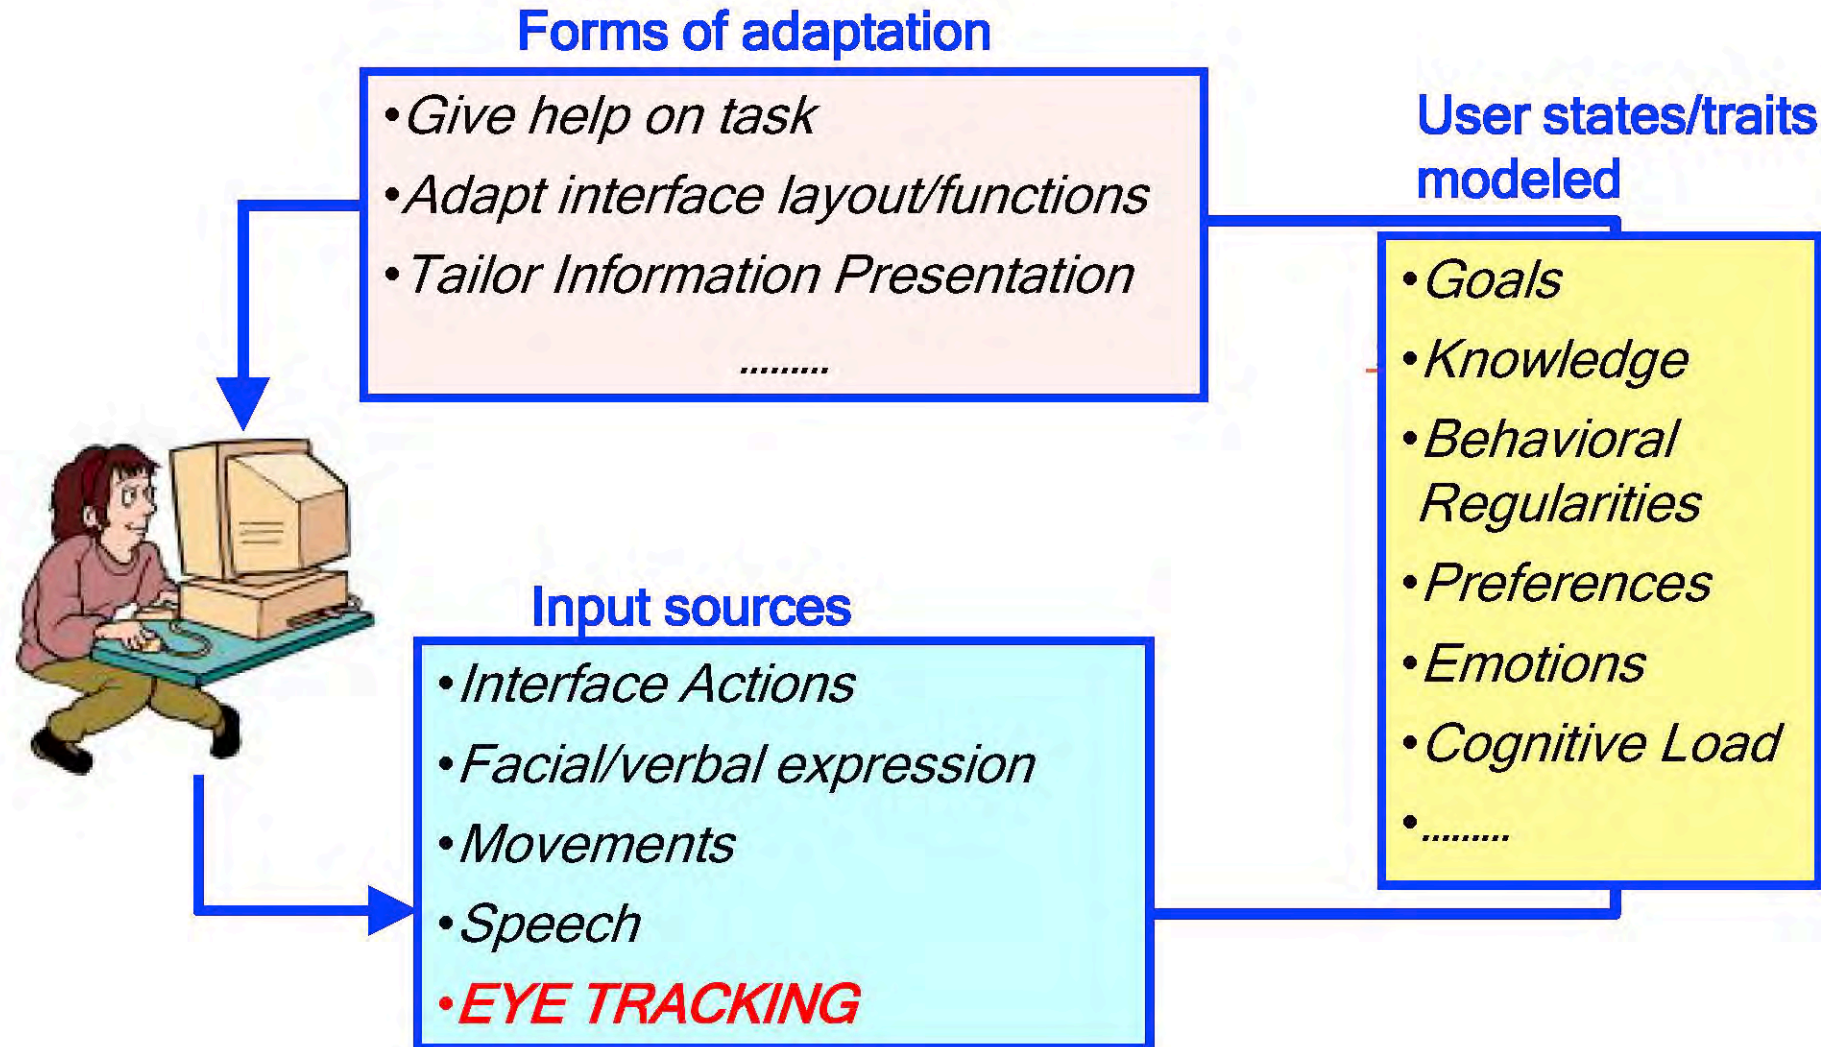 Forms of adaptation
•Give help on task
•Adapt interface layout/functions
•Tailor Information Presentation
.........
User states/traits
modeled
•Goals
•Knowledge
•Behavioral
Regularities
•Preferences
•Emotions
•Cognitive Load
•.........
Input sources
•Interface Actions
•Facial/verbal expression
•Movements
•Speech
•EYE TRACKING